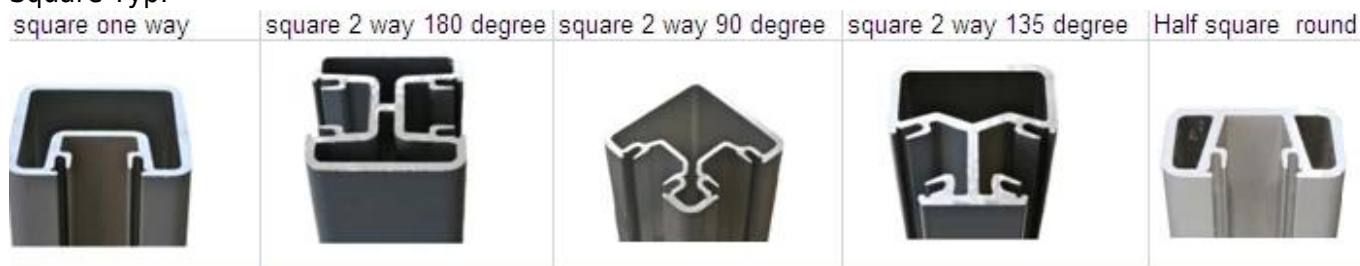 square one way
square 2 way 180 degree
square 2 way 90 degree
square 2 way 135 degree
Half square round